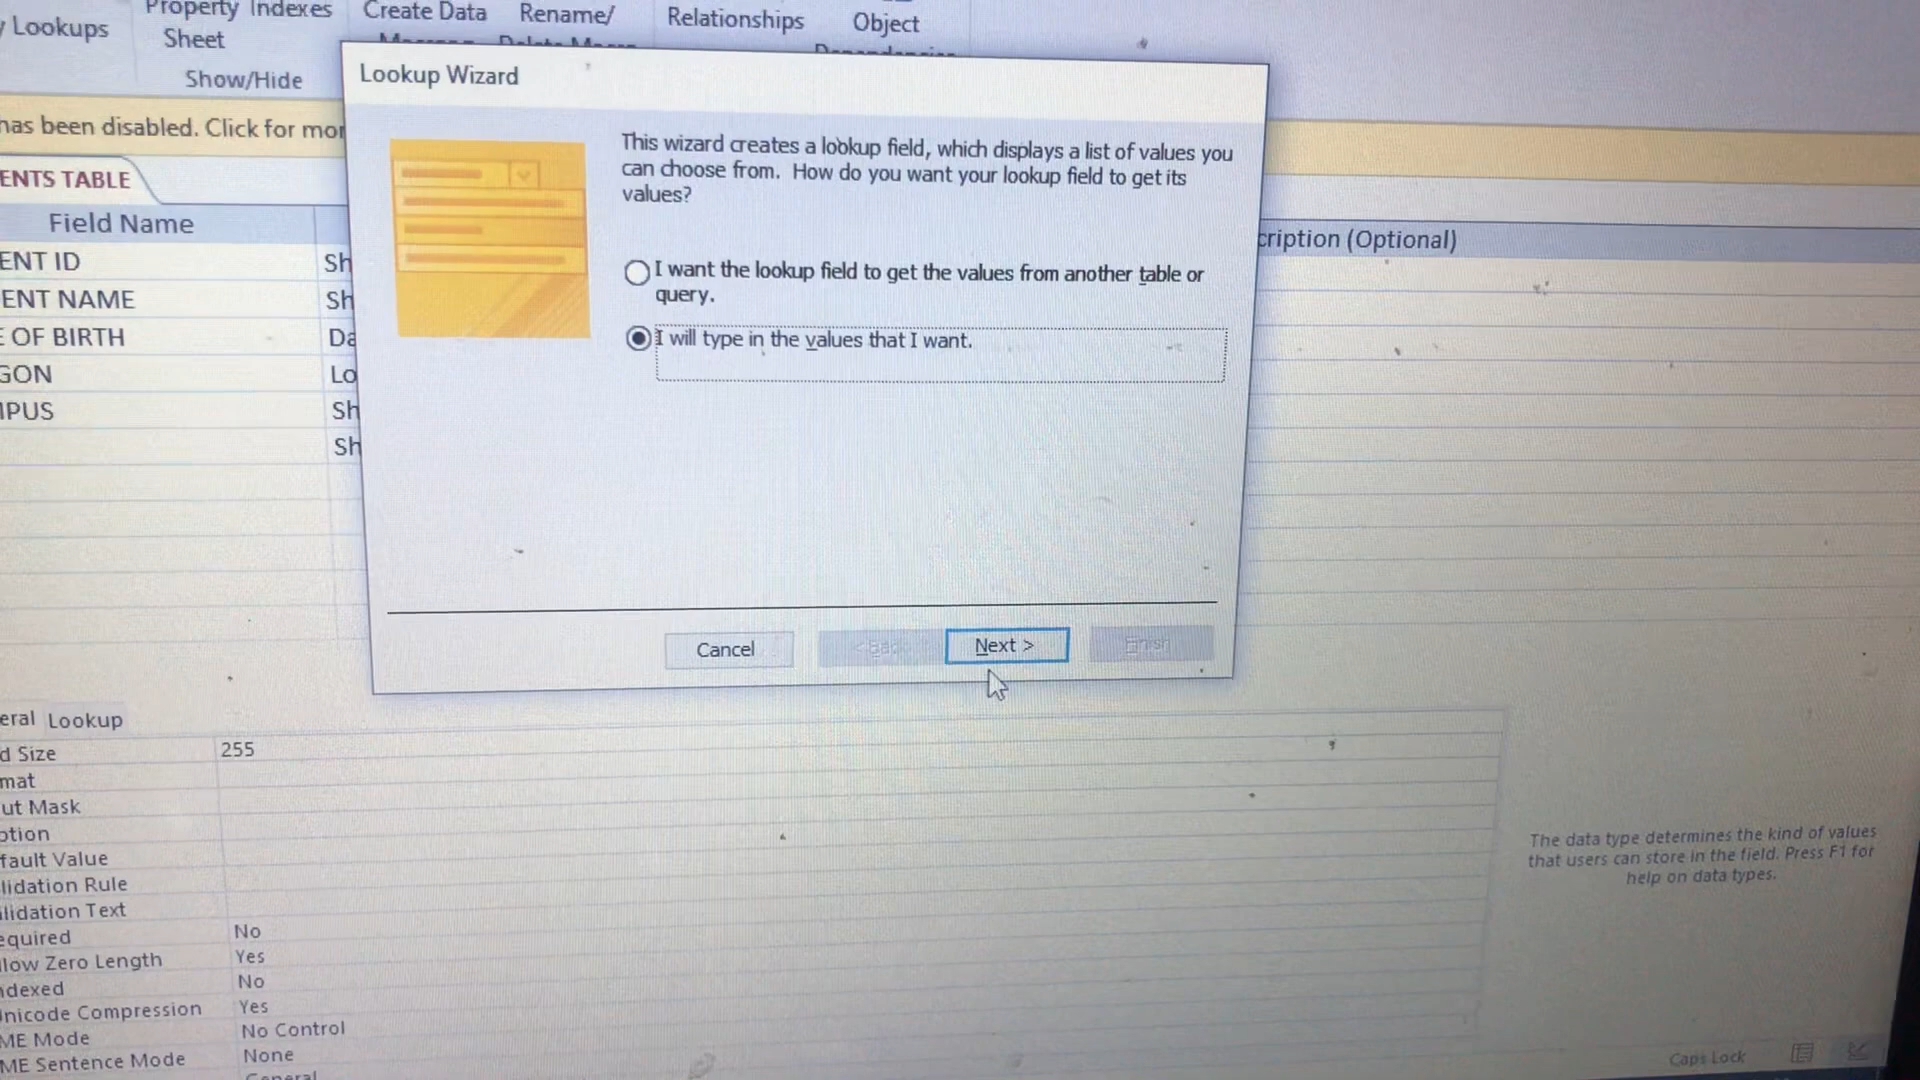 Lookups
Property
Sheet
Indexes
Create Data
Rename/
Relationships
Object
Show/Hide
Lookup Wizard
has been disabled. Click for mor
ENTS TABLE
This wizard creates a lookup field, which displays a list of values you
can choose from. How do you want your lookup field to get its
values?
Field Name
cription (Optional)
ENT ID
Sh
ENT NAME
Sh
E OF BIRTH
Da
GON
Lo
IPUS
Sh
Sh
I want the lookup field to get the values from another table or
query.
I will type in the values that I want.
Cancel
< Back
Next >
Finish
eral
Lookup
d Size 255
mat
ut Mask
ption
fault Value
lidation Rule
lidation Text
equired No
llow Zero Length Yes
ndexed No
Unicode Compression Yes
ME Mode No Control
ME Sentence Mode None
General
The data type determines the kind of values
that users can store in the field. Press F1 for
help on data types.
Caps Lock